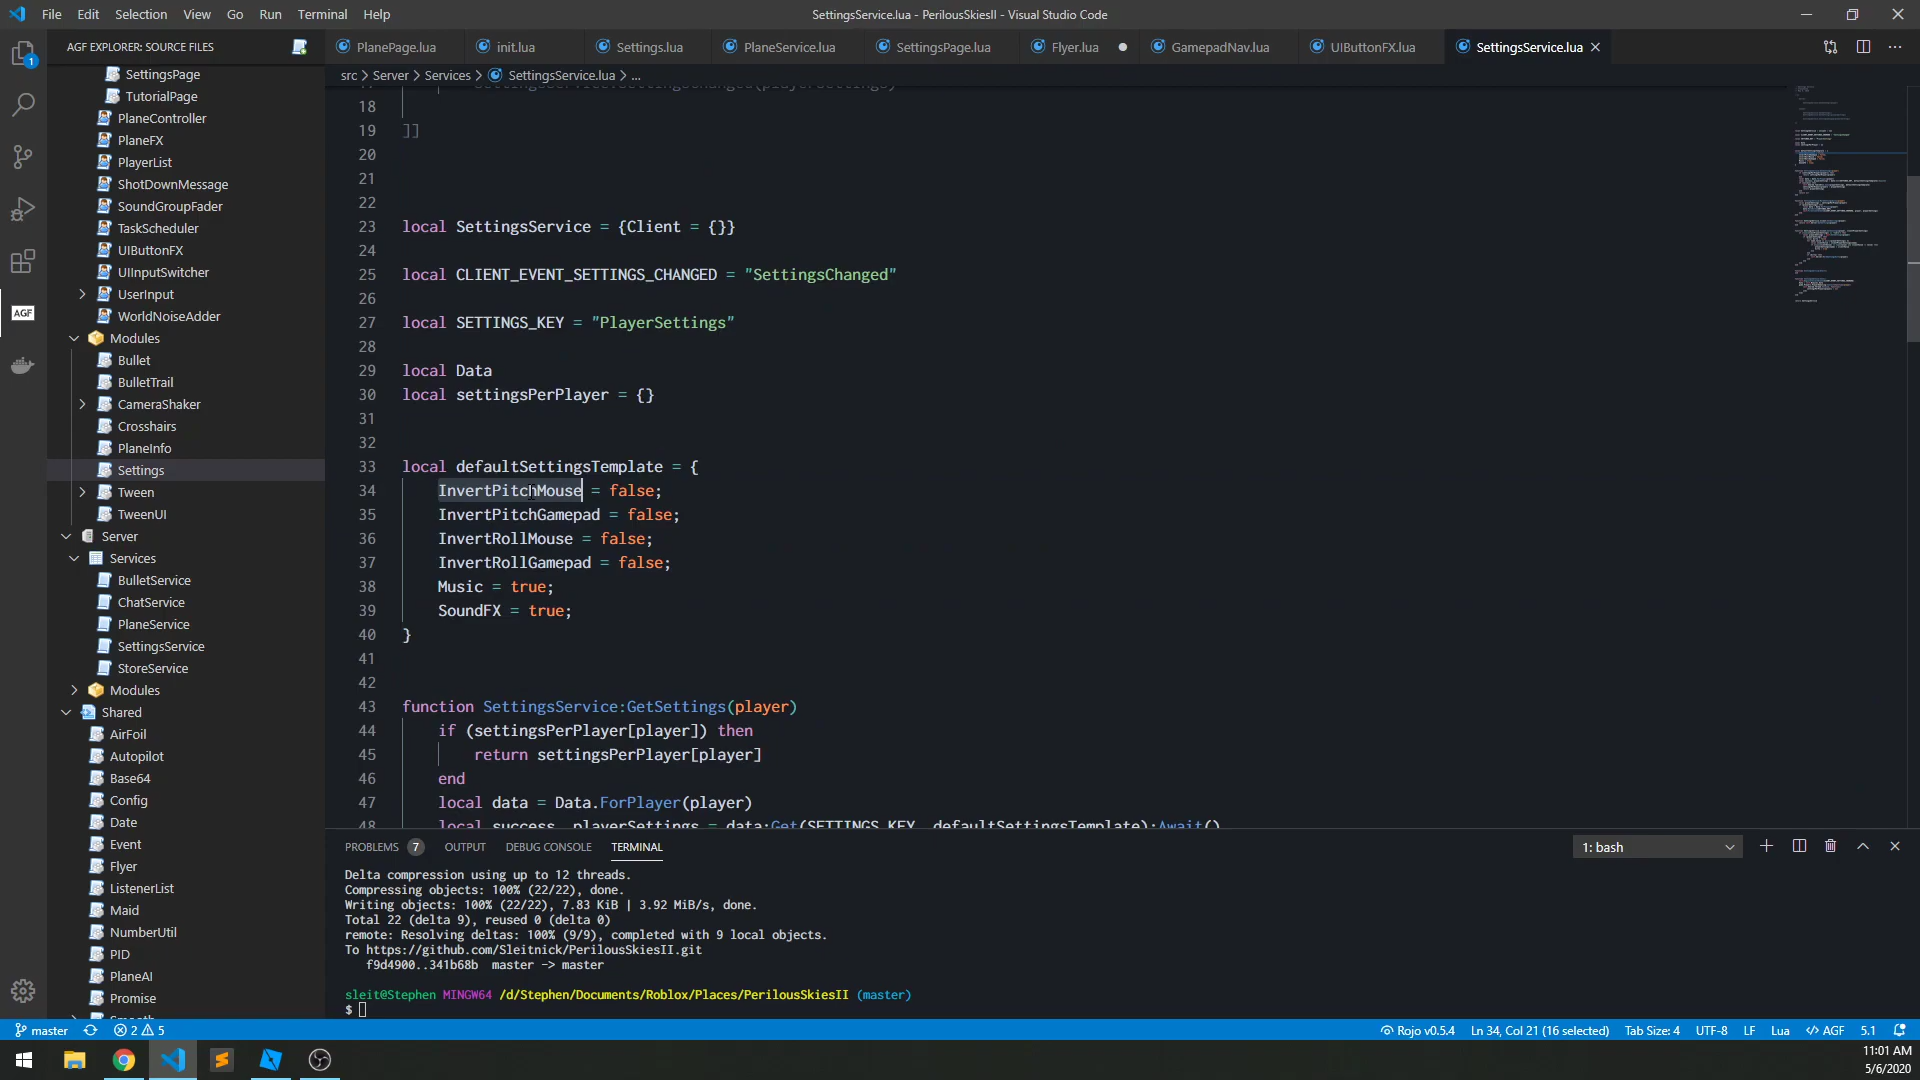 File Edit Selection View Go Run Terminal Help
SettingsService.lua - PerilousSkiesII - Visual Studio Code
AGF EXPLORER: SOURCE FILES
PlanePage.lua
init.lua
Settings.lua
PlaneService.lua
SettingsPage.lua
Flyer.lua
GamepadNav.lua
UIButtonFX.lua
SettingsService.lua
src > Server > Services > SettingsService.lua > ...
1
AGF
SettingsPage
TutorialPage
PlaneController
PlaneFX
PlayerList
ShotDownMessage
SoundGroupFader
TaskScheduler
UIButtonFX
UIInputSwitcher
UserInput
WorldNoiseAdder
Modules
Bullet
BulletTrail
CameraShaker
Crosshairs
PlaneInfo
Settings
Tween
TweenUI
Server
Services
BulletService
ChatService
PlaneService
SettingsService
StoreService
Modules
Shared
AirFoil
Autopilot
Base64
Config
Date
Event
Flyer
ListenerList
Maid
NumberUtil
PID
PlaneAI
Promise
18
19 ]]
20
21
22
23 local SettingsService = {Client = {}}
24
25 local CLIENT_EVENT_SETTINGS_CHANGED = "SettingsChanged"
26
27 local SETTINGS_KEY = "PlayerSettings"
28
29 local Data
30 local settingsPerPlayer = {}
31
32
33 local defaultSettingsTemplate = {
34 InvertPitchMouse = false;
35 InvertPitchGamepad = false;
36 InvertRollMouse = false;
37 InvertRollGamepad = false;
38 Music = true;
39 SoundFX = true;
40 }
41
42
43 function SettingsService:GetSettings(player)
44 if (settingsPerPlayer[player]) then
45 return settingsPerPlayer[player]
46 end
47 local data = Data.ForPlayer(player)
48 local success, playerSettings = data:Get(SETTINGS_KEY, defaultSettingsTemplate):Await()
PROBLEMS 7 OUTPUT DEBUG CONSOLE TERMINAL
1: bash
Delta compression using up to 12 threads.
Compressing objects: 100% (22/22), done.
Writing objects: 100% (22/22), 7.83 KiB | 3.92 MiB/s, done.
Total 22 (delta 9), reused 0 (delta 0)
remote: Resolving deltas: 100% (9/9), completed with 9 local objects.
To https://github.com/Sleitnick/PerilousSkiesII.git
f9d4900..341b68b master -> master
sleit@Stephen MINGW64 /d/Stephen/Documents/Roblox/Places/PerilousSkiesII (master)
$
master 2 5
Rojo v0.5.4 Ln 34, Col 21 (16 selected) Tab Size: 4 UTF-8 LF Lua </> AGF 5.1
11:01 AM
5/6/2020